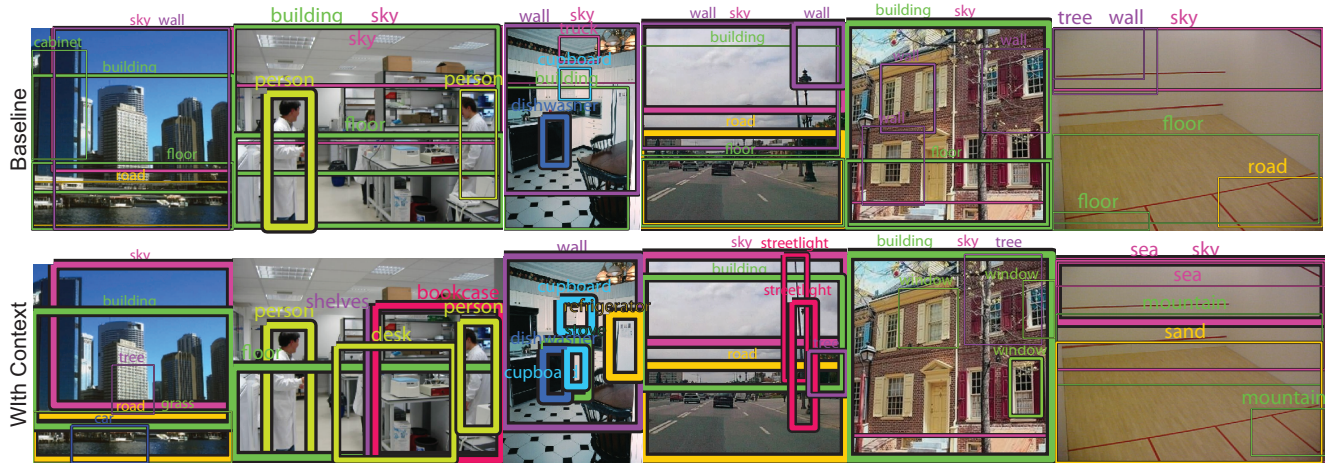 Baseline
sky wall
cabinet
building
floor
road
building sky
sky
person person
floor
wall sky
truck
cupboard
building
dishwasher
wall sky wall
building
road
floor
building sky
wall
wall
wall
floor
tree wall sky
floor
road
floor
With Context
sky
building
tree
road grass
car
shelves bookcase
person person
desk
floor
wall
cupboard
refrigerator
stove
dishwasher
sky streetlight
building
streetlight
road
tree
building sky tree
window window
window
sea sky
sea
mountain
sand
mountain